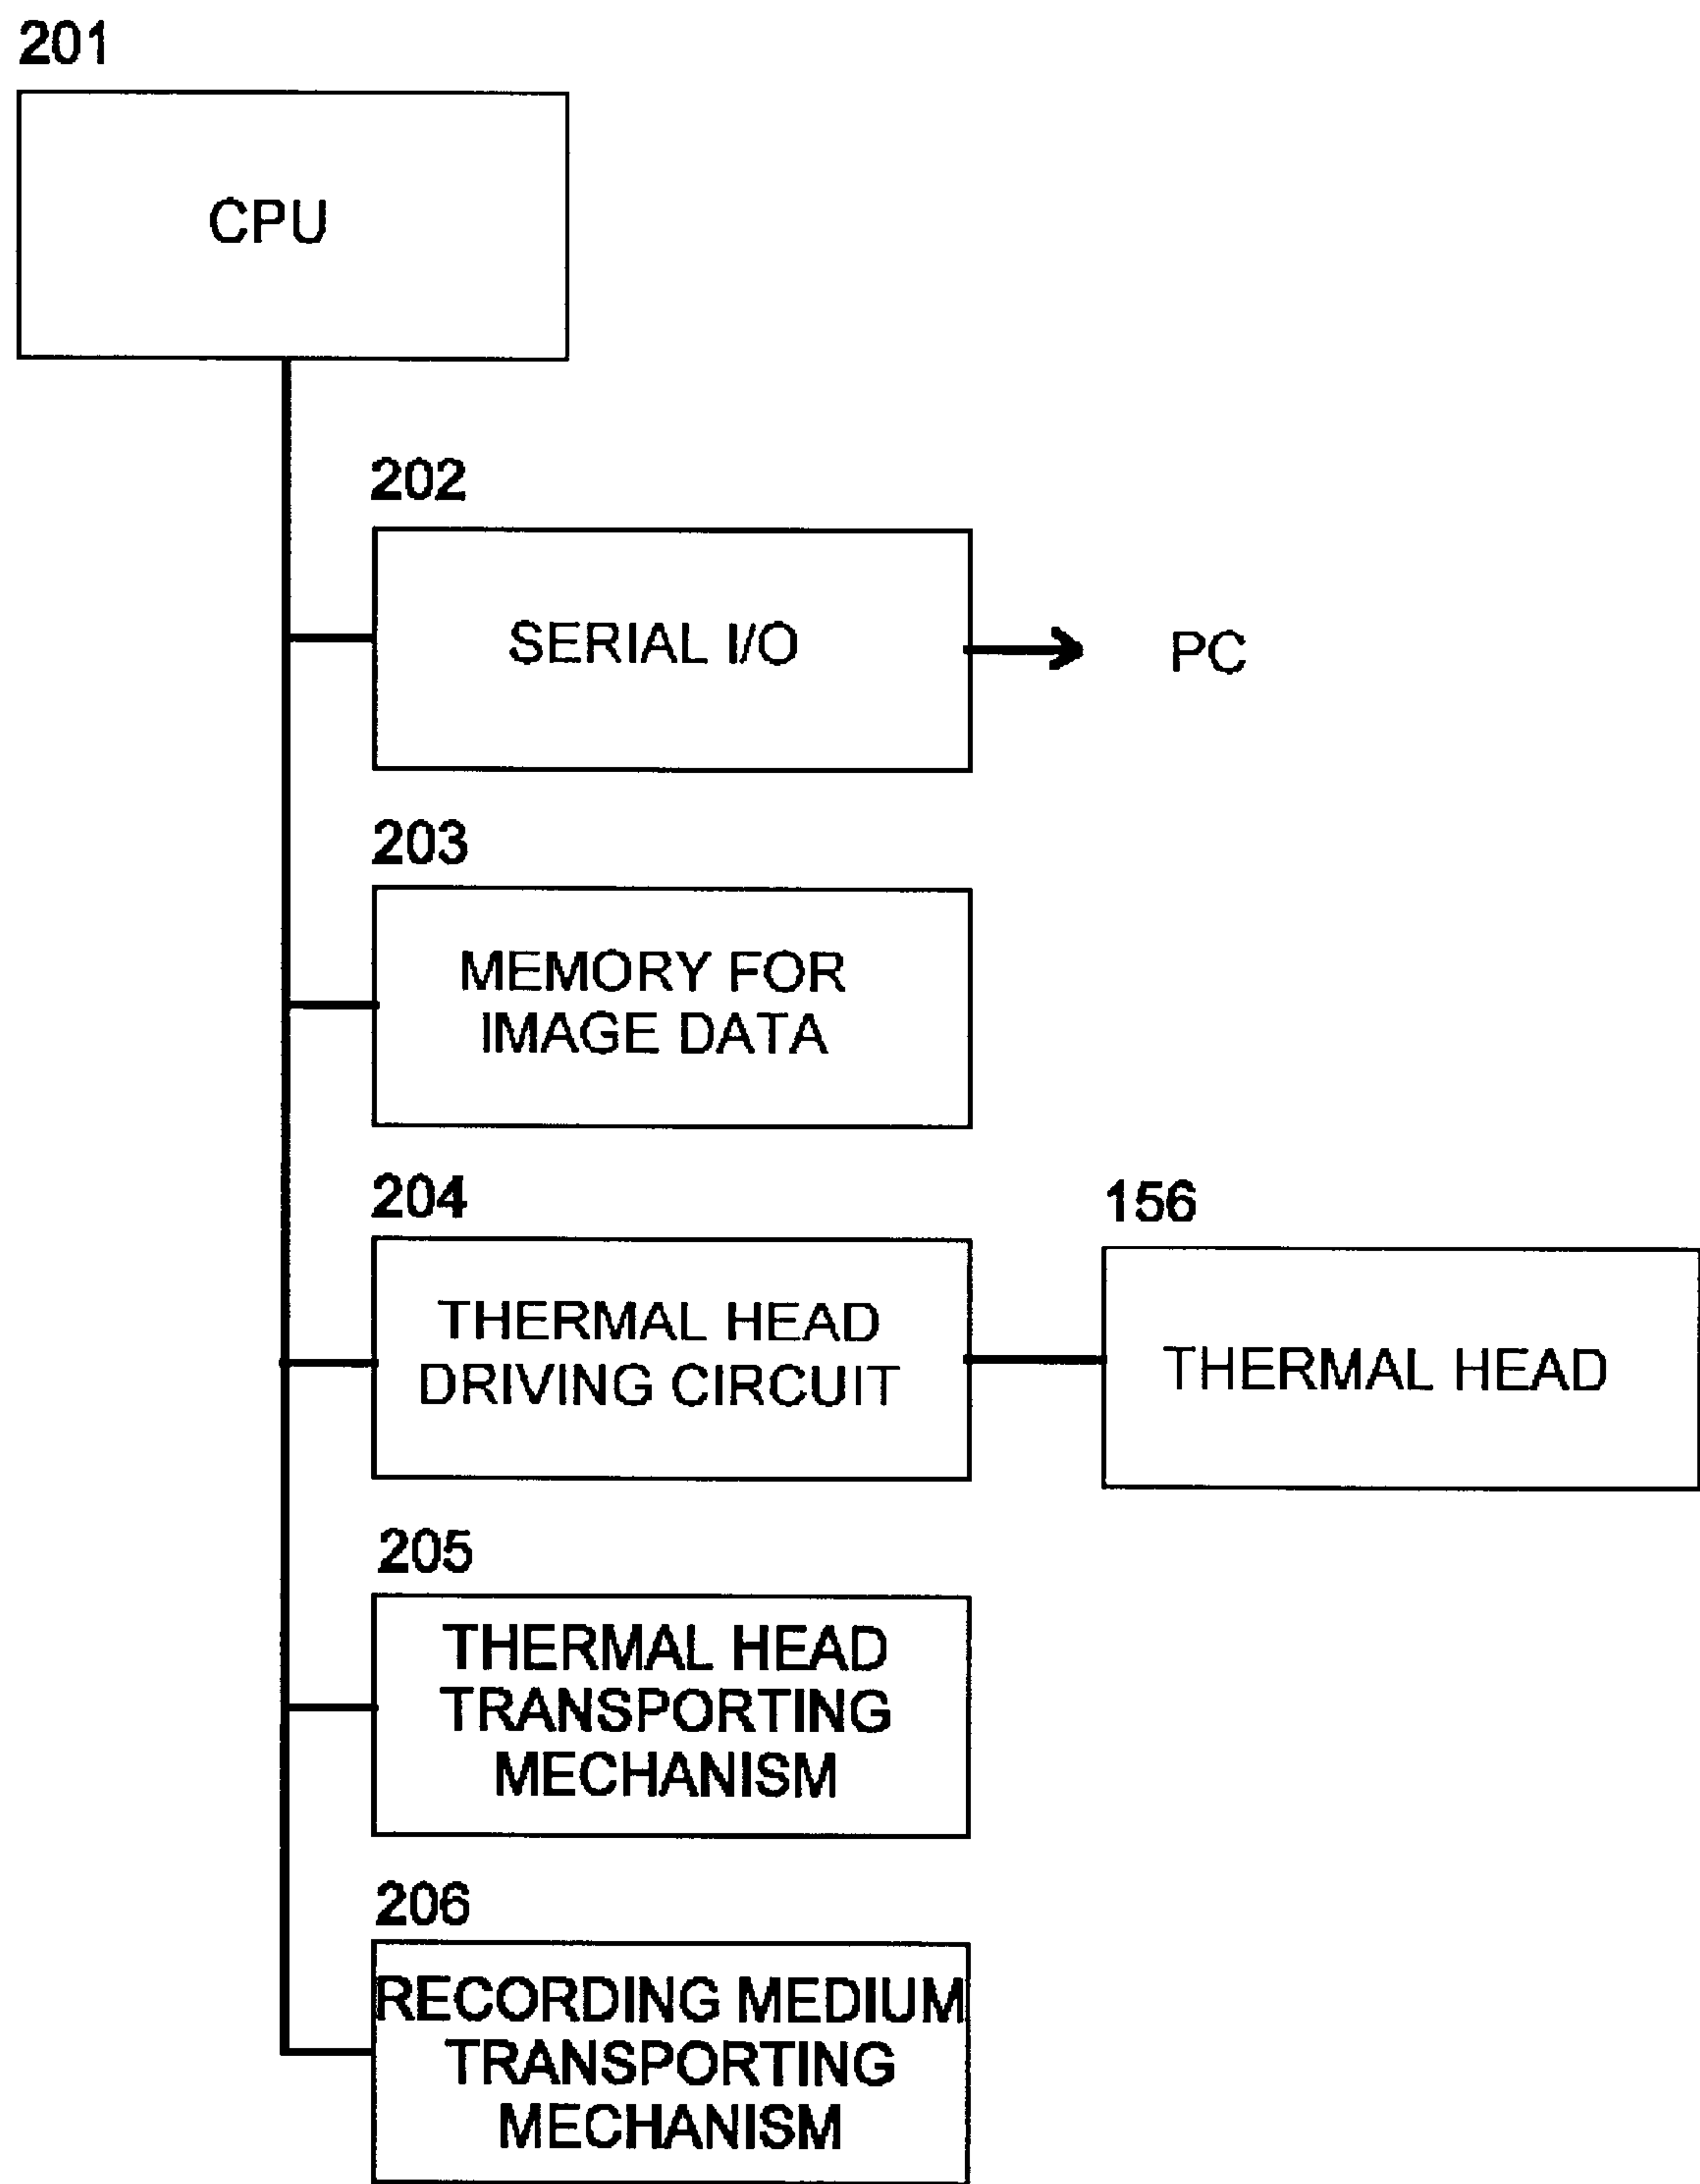 201
CPU
202
SERIAL I/O
PC
203
MEMORY FOR
IMAGE DATA
204
THERMAL HEAD
DRIVING CIRCUIT
156
THERMAL HEAD
205
THERMAL HEAD
TRANSPORTING
MECHANISM
206
RECORDING MEDIUM
TRANSPORTING
MECHANISM